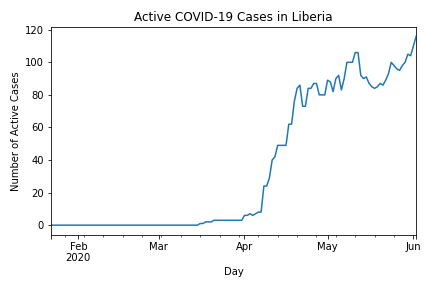 Active COVID-19 Cases in Liberia
120
100
80
60
40
20
0
Number of Active Cases
Feb
2020
Mar
Apr
May
Jun
Day